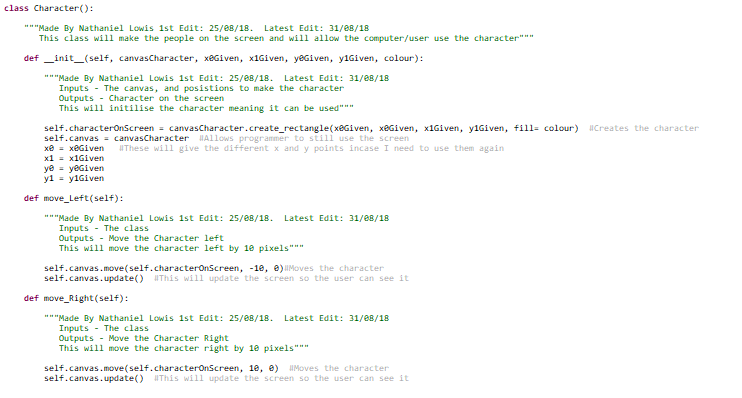 class Character():
"""Made By Nathaniel Lowis 1st Edit: 25/08/18. Latest Edit: 31/08/18
This class will make the people on the screen and will allow the computer/user use the character"""
def __init__(self, canvasCharacter, x0Given, x1Given, y0Given, y1Given, colour):
"""Made By Nathaniel Lowis 1st Edit: 25/08/18. Latest Edit: 31/08/18
Inputs - The canvas, and posistions to make the character
Outputs - Character on the screen
This will initilise the character meaning it can be used"""
self.characterOnScreen = canvasCharacter.create_rectangle(x0Given, x0Given, x1Given, y1Given, fill= colour) #Creates the character
self.canvas = canvasCharacter #Allows programmer to still use the screen
x0 = x0Given #These will give the different x and y points incase I need to use them again
x1 = x1Given
y0 = y0Given
y1 = y1Given
def move_Left(self):
"""Made By Nathaniel Lowis 1st Edit: 25/08/18. Latest Edit: 31/08/18
Inputs - The class
Outputs - Move the Character left
This will move the character left by 10 pixels"""
self.canvas.move(self.characterOnScreen, -10, 0)#Moves the character
self.canvas.update() #This will update the screen so the user can see it
def move_Right(self):
"""Made By Nathaniel Lowis 1st Edit: 25/08/18. Latest Edit: 31/08/18
Inputs - The class
Outputs - Move the Character Right
This will move the character right by 10 pixels"""
self.canvas.move(self.characterOnScreen, 10, 0) #Moves the character
self.canvas.update() #This will update the screen so the user can see it